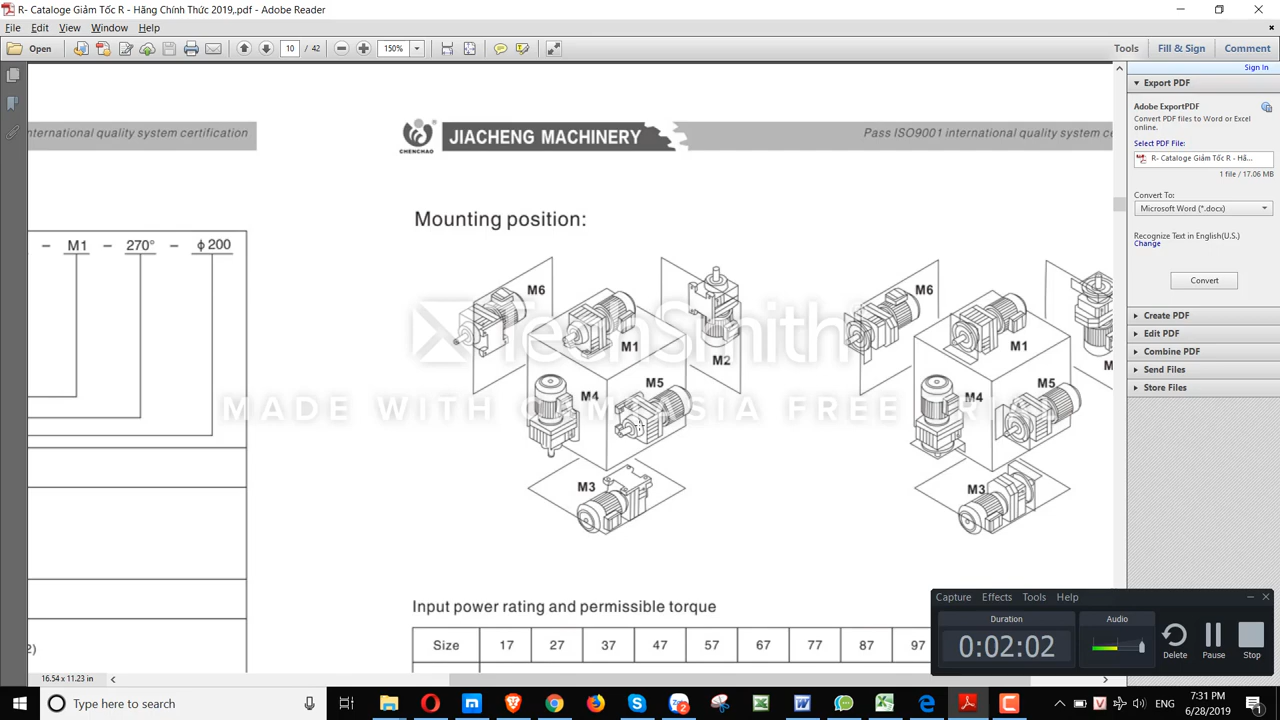 R- Cataloge Giảm Tốc R - Hãng Chính Thức 2019,.pdf - Adobe Reader
File Edit View Window Help
Open 10 / 42 150% Tools Fill & Sign Comment
Sign In
Export PDF
Adobe ExportPDF
Convert PDF files to Word or Excel
online.
Select PDF File:
R- Cataloge Giảm Tốc R - Hã...
1 file / 17.06 MB
Convert To:
Microsoft Word (*.docx)
Recognize Text in English(U.S.)
Change
Convert
Create PDF
Edit PDF
Combine PDF
Send Files
Store Files
international quality system certification
CHENCHAO
JIACHENG MACHINERY
Pass ISO9001 international quality system ce
Mounting position:
- M1 - 270° - ϕ200
M6 M1 M2 M4 M5 M3
M6 M1 M4 M5 M3
TechSmith
MADE WITH CAMTASIA FREE TRIAL
Input power rating and permissible torque
Size 17 27 37 47 57 67 77 87 97
2)
16.54 x 11.23 in
Capture Effects Tools Help
Duration
0:02:02
Audio
Delete Pause Stop
Type here to search
ENG
7:31 PM
6/28/2019